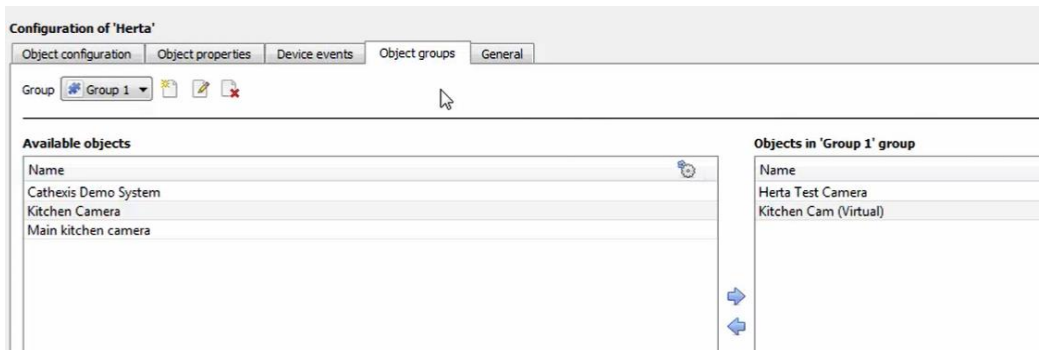 Configuration of 'Herta'
Object configuration Object properties Device events Object groups General
Group Group 1
Available objects
Name
Cathexis Demo System
Kitchen Camera
Main kitchen camera
Objects in 'Group 1' group
Name
Herta Test Camera
Kitchen Cam (Virtual)